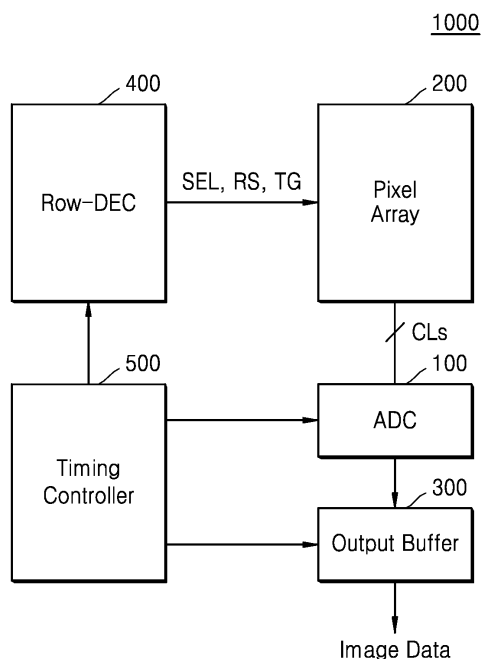 1000
400
200
Row-DEC
SEL, RS, TG
Pixel
Array
CLs
500
100
Timing
Controller
ADC
300
Output Buffer
Image Data